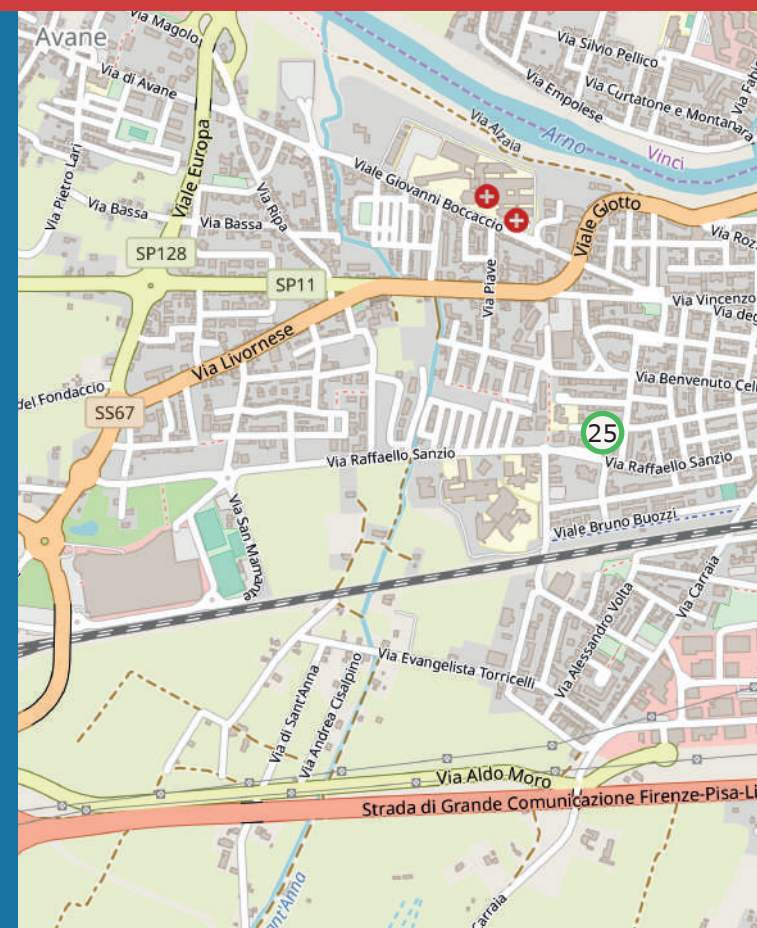 Via Magolo
Avane
Via Silvio Pellico
Via di Avane
Via Empolese
Via Curtatone e Montanara
Via Fabi
Via Alzaia
Arno
Vinci
Viale Europa
Via Pietro Lari
Viale Giovanni Boccaccio
Via Ripa
Via Bassa
Via Bassa
Viale Giotto
Via Roz
SP128
SP11
Via Piave
Via Vincenzo
Via deg
Via Livornese
Via Benvenuto Cell
del Fondaccio
SS67
25
Via Raffaello Sanzio
Via Raffaello Sanzio
Via San Mamante
Viale Bruno Buozzi
Via Carraia
Via Alessandro Volta
Via Evangelista Torricelli
Via di Sant'Anna
Via Andrea Cisalpino
Via Aldo Moro
Strada di Grande Comunicazione Firenze-Pisa-Li
ant'Anna
Carraia